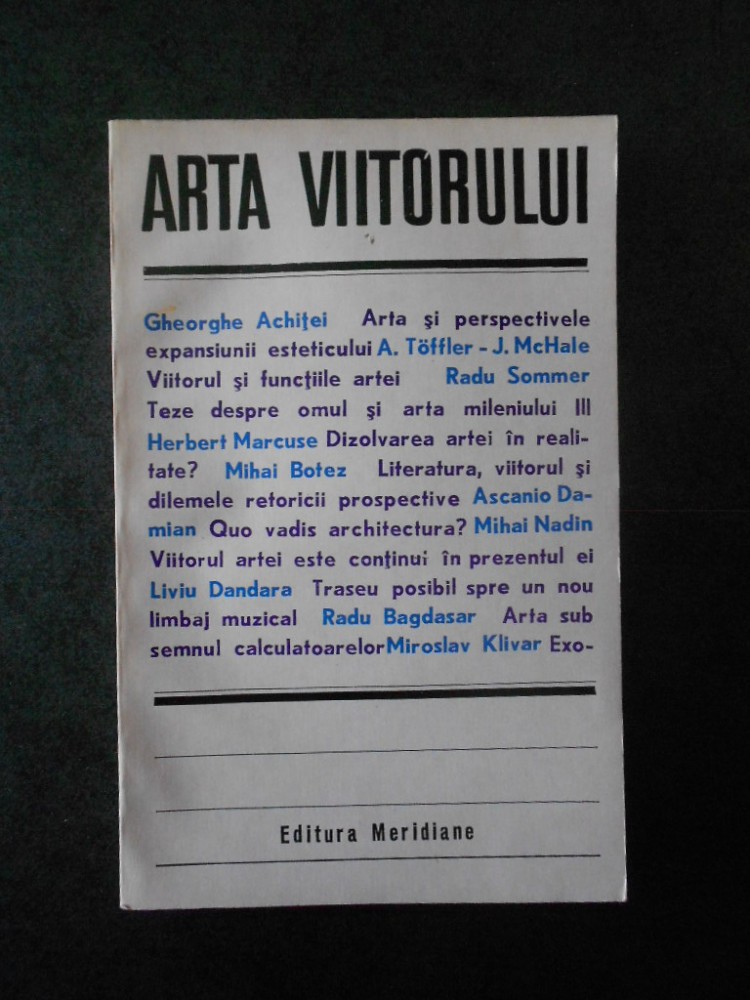 ARTA VIITORULUI
Gheorghe Achiţei Arta şi perspectivele
expansiunii esteticului A. Töffler - J. McHale
Viitorul şi funcţiile artei Radu Sommer
Teze despre omul şi arta mileniului III
Herbert Marcuse Dizolvarea artei în reali-
tate? Mihai Botez Literatura, viitorul şi
dilemele retoricii prospective Ascanio Da-
mian Quo vadis architectura? Mihai Nadin
Viitorul artei este conţinut în prezentul ei
Liviu Dandara Traseu posibil spre un nou
limbaj muzical Radu Bagdasar Arta sub
semnul calculatoarelor Miroslav Klivar Exo-
Editura Meridiane